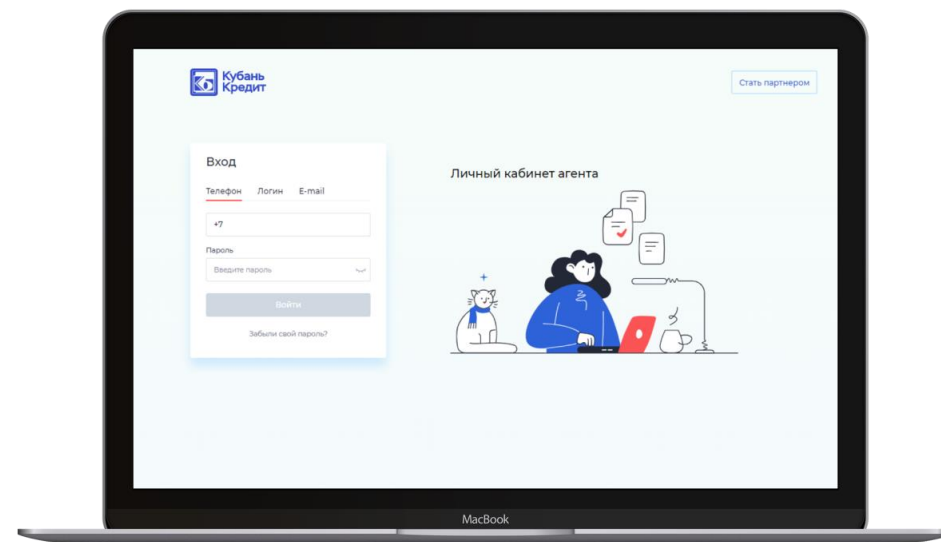 Кубань
Кредит
Стать партнером
Вход
Телефон Логин E-mail
+7
Пароль
Введите пароль
Войти
Забыли свой пароль?
Личный кабинет агента
MacBook